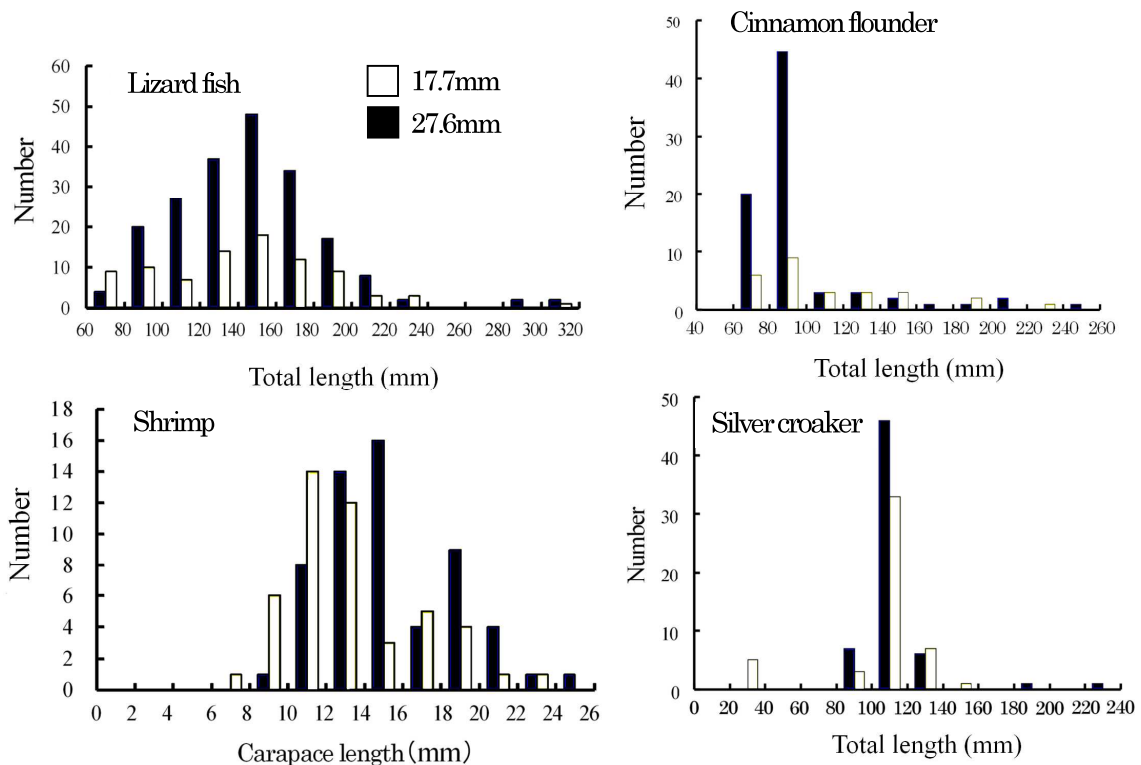 Lizard fish
17.7mm
27.6mm
Number
60
50
40
30
20
10
0
60 80 100 120 140 160 180 200 220 240 260 280 300 320
Total length (mm)
Cinnamon flounder
Number
50
40
30
20
10
0
40 60 80 100 120 140 160 180 200 220 240 260
Total length (mm)
Shrimp
Number
18
16
14
12
10
8
6
4
2
0
0 2 4 6 8 10 12 14 16 18 20 22 24 26
Carapace length(mm)
Silver croaker
Number
50
40
30
20
10
0
0 20 40 60 80 100 120 140 160 180 200 220 240
Total length (mm)